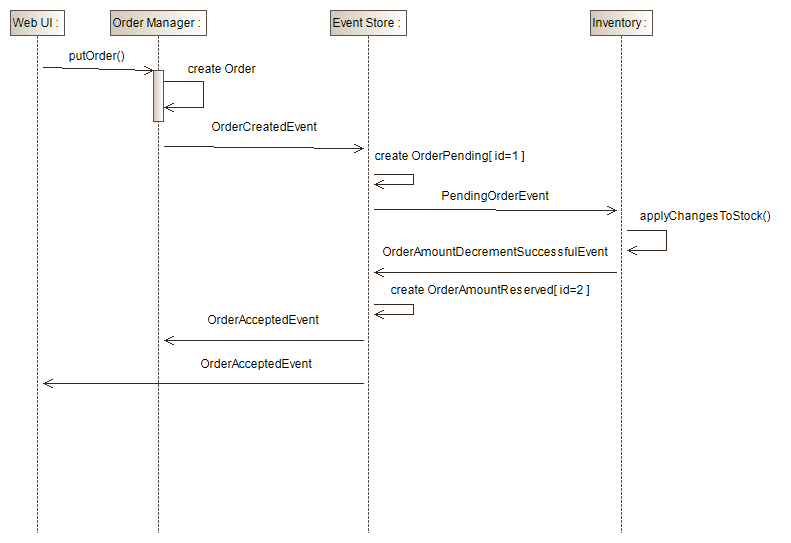 Web UI :
Order Manager :
Event Store :
Inventory :
putOrder()
create Order
OrderCreatedEvent
create OrderPending[ id=1 ]
PendingOrderEvent
applyChangesToStock()
OrderAmountDecrementSuccessfulEvent
create OrderAmountReserved[ id=2 ]
OrderAcceptedEvent
OrderAcceptedEvent